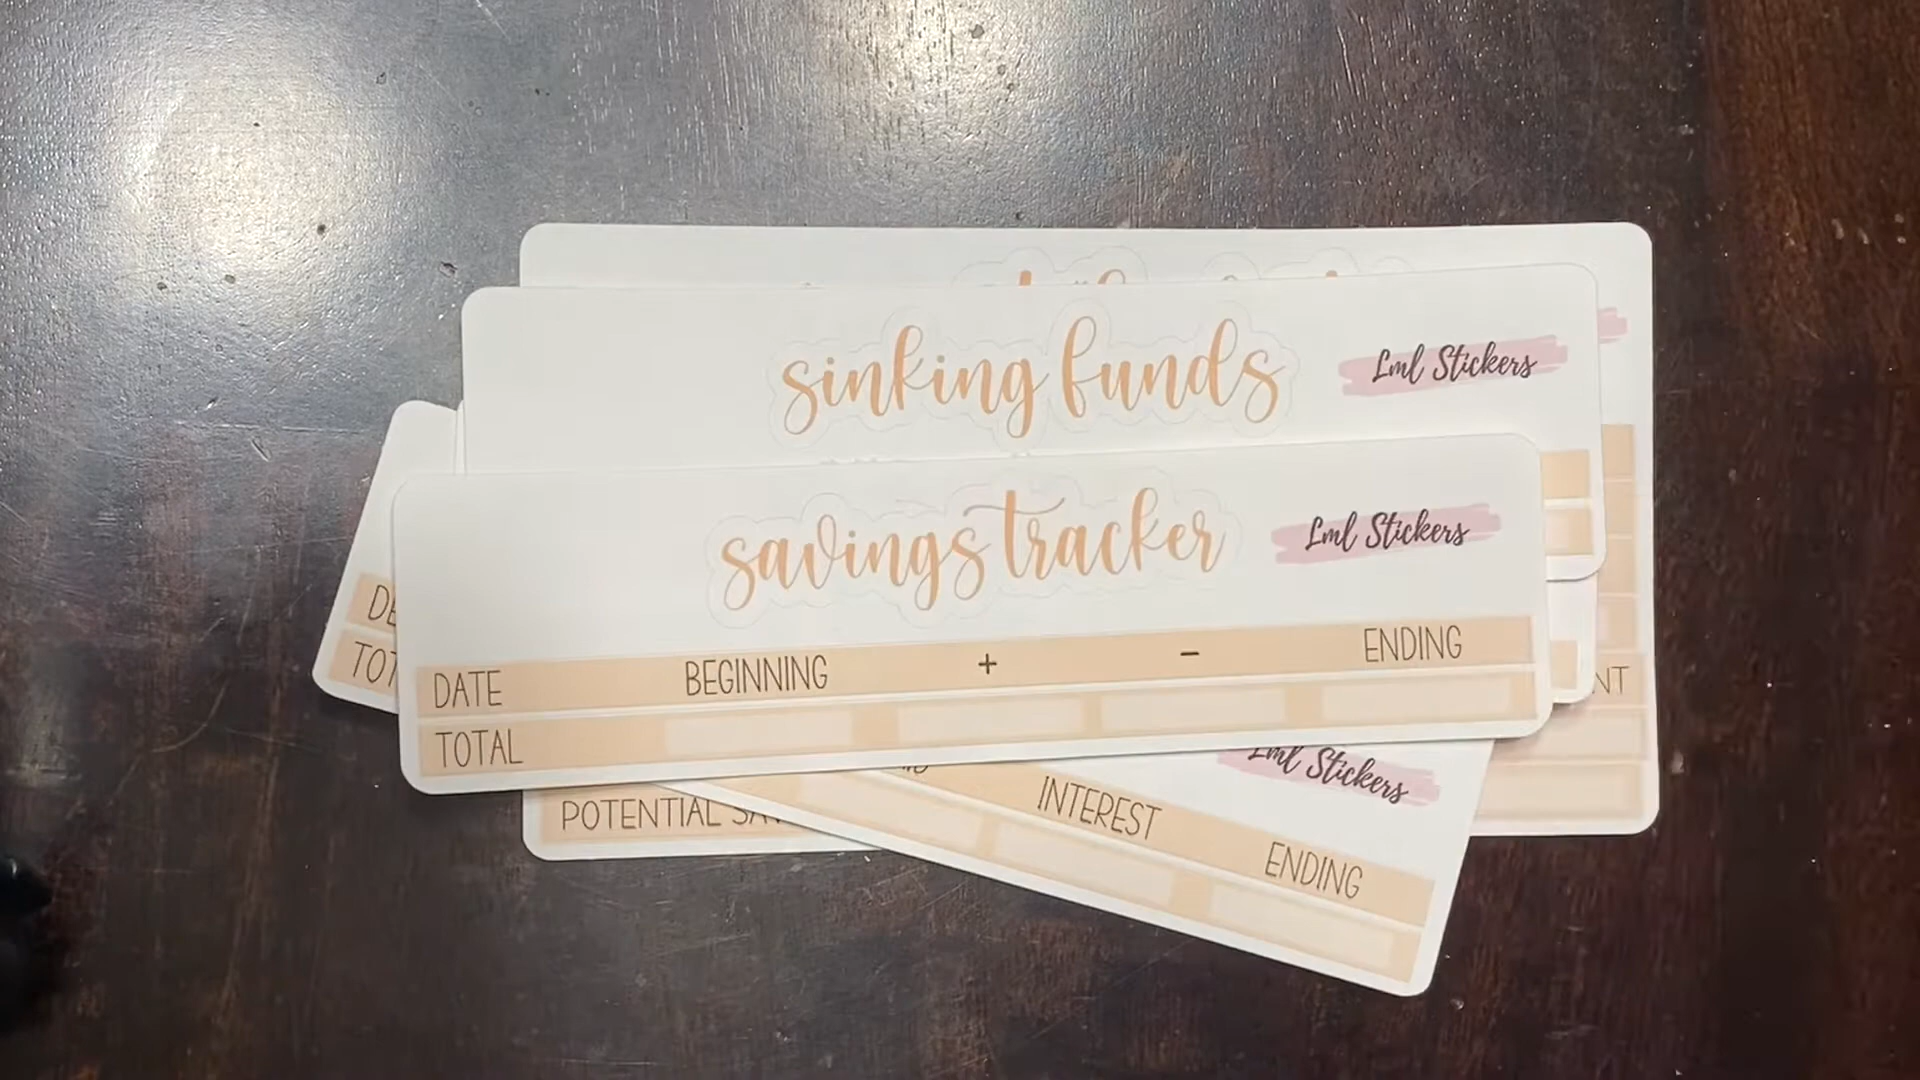 sinking funds
Lml Stickers
savings tracker
Lml Stickers
DATE BEGINNING + - ENDING
TOTAL
Lml Stickers
POTENTIAL
INTEREST
ENDING